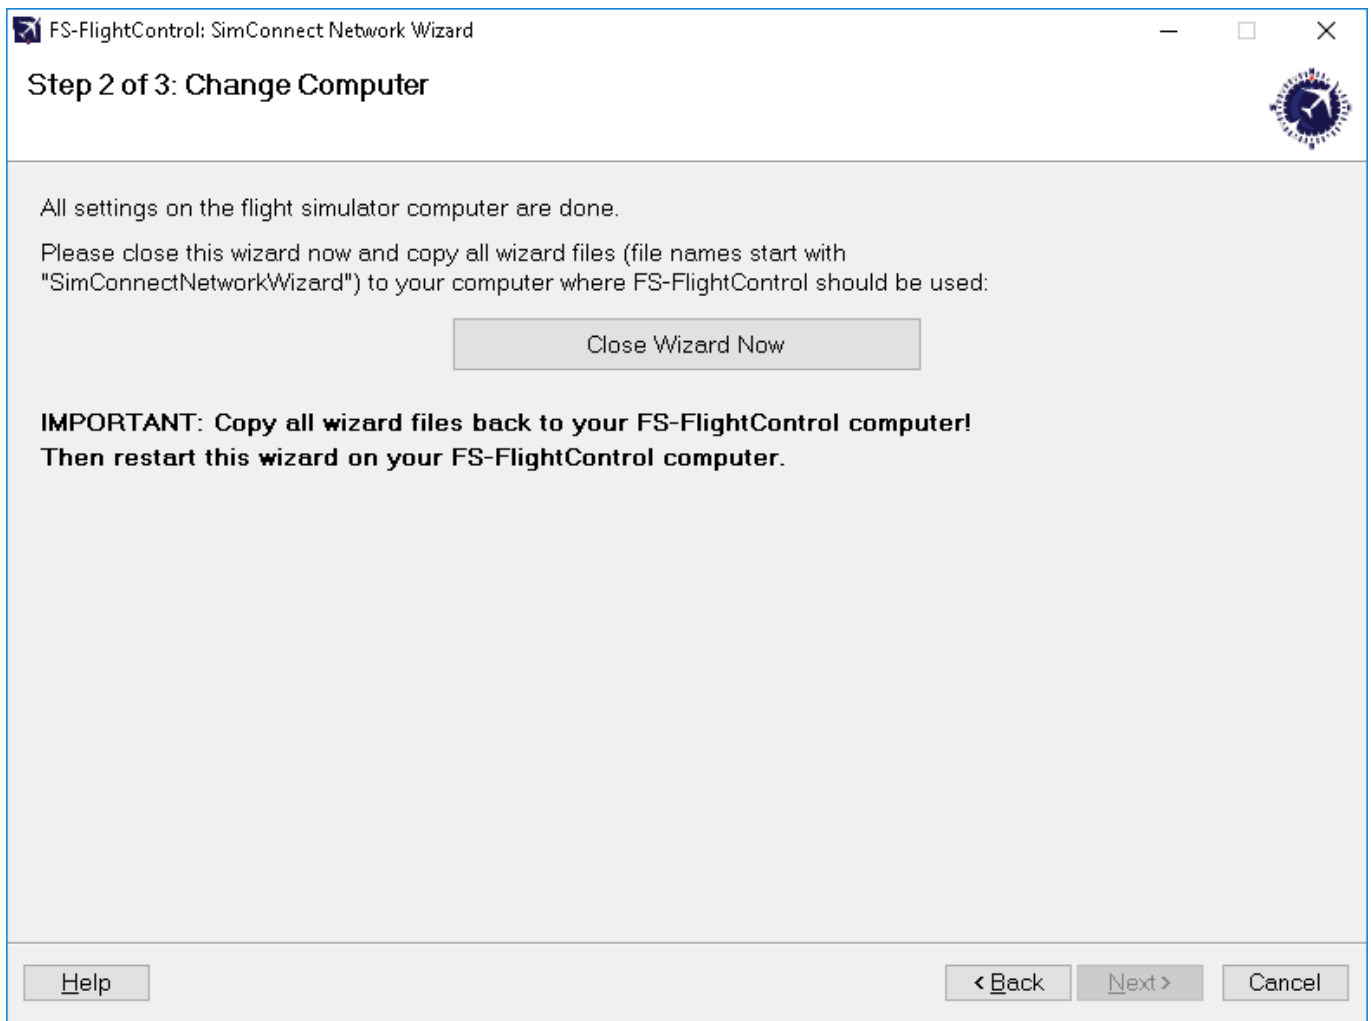 FS-FlightControl: SimConnect Network Wizard
Step 2 of 3: Change Computer
All settings on the flight simulator computer are done.
Please close this wizard now and copy all wizard files (file names start with
"SimConnectNetworkWizard") to your computer where FS-FlightControl should be used:
Close Wizard Now
IMPORTANT: Copy all wizard files back to your FS-FlightControl computer!
Then restart this wizard on your FS-FlightControl computer.
Help
< Back
Next >
Cancel